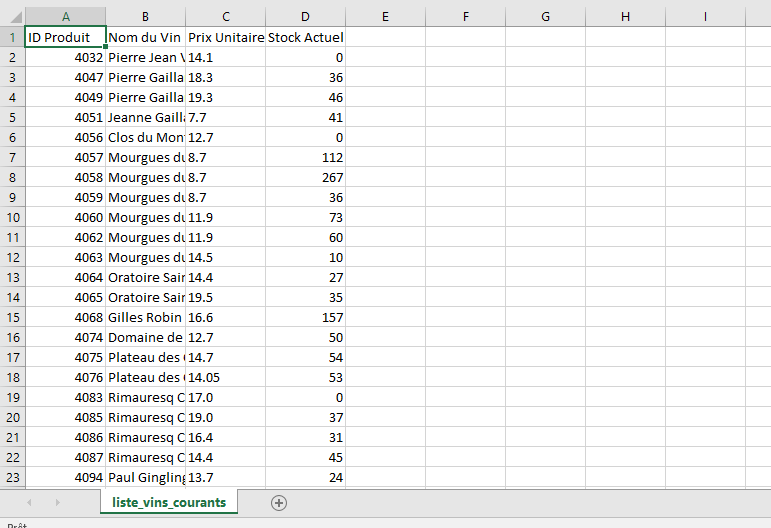 A B C D E F G H I
1 ID Produit Nom du Vin Prix Unitaire Stock Actuel
2 4032 Pierre Jean 14.1 0
3 4047 Pierre Gailla 18.3 36
4 4049 Pierre Gailla 19.3 46
5 4051 Jeanne Gailla 7.7 41
6 4056 Clos du Mon 12.7 0
7 4057 Mourgues du 8.7 112
8 4058 Mourgues du 8.7 267
9 4059 Mourgues du 8.7 36
10 4060 Mourgues du 11.9 73
11 4062 Mourgues du 11.9 60
12 4063 Mourgues du 14.5 10
13 4064 Oratoire Sain 14.4 27
14 4065 Oratoire Sain 19.5 35
15 4068 Gilles Robin 16.6 157
16 4074 Domaine de 12.7 50
17 4075 Plateau des 14.7 54
18 4076 Plateau des 14.05 53
19 4083 Rimauresq C 17.0 0
20 4085 Rimauresq C 19.0 37
21 4086 Rimauresq C 16.4 31
22 4087 Rimauresq C 14.4 45
23 4094 Paul Gingling 13.7 24
liste_vins_courants